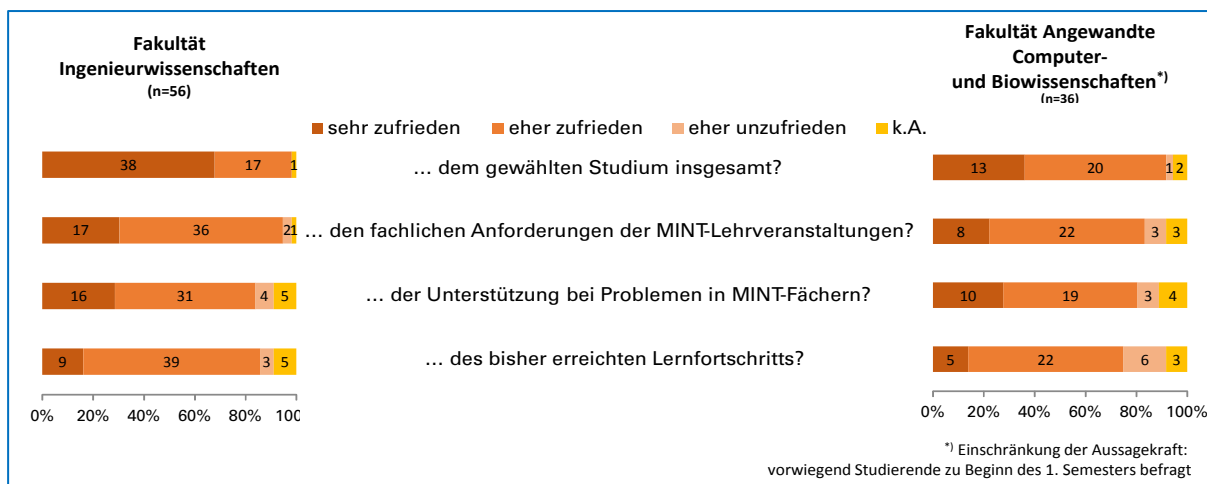 Fakultät
Ingenieurwissenschaften
(n=56)
Fakultät Angewandte
Computer-
und Biowissenschaften*)
(n=36)
sehr zufrieden eher zufrieden eher unzufrieden k.A.
38 17 1 … dem gewählten Studium insgesamt? 13 20 1 2
17 36 2 1 … den fachlichen Anforderungen der MINT-Lehrveranstaltungen? 8 22 3 3
16 31 4 5 … der Unterstützung bei Problemen in MINT-Fächern? 10 19 3 4
9 39 3 5 … des bisher erreichten Lernfortschritts? 5 22 6 3
0% 20% 40% 60% 80% 100 0% 20% 40% 60% 80% 100%
*) Einschränkung der Aussagekraft:
vorwiegend Studierende zu Beginn des 1. Semesters befragt